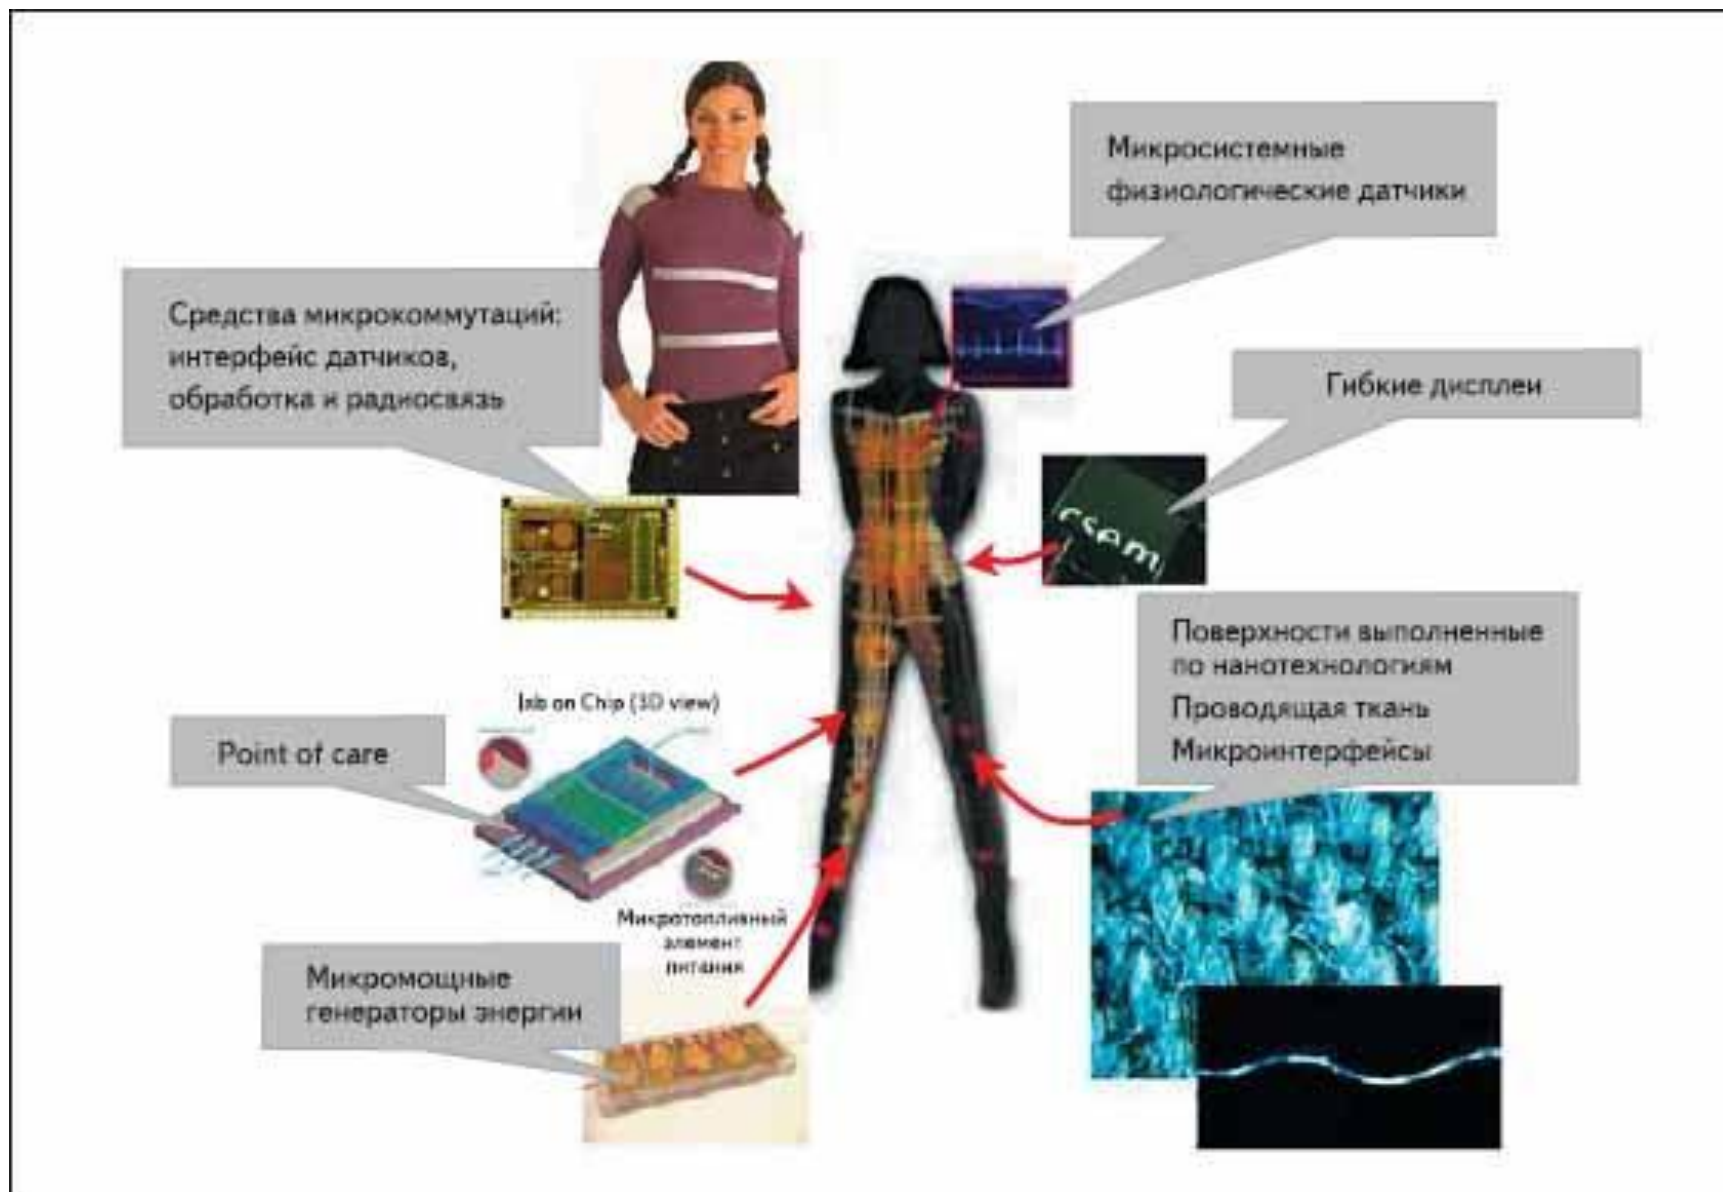 Микросистемные
физиологические датчики
Средства микрокоммутаций:
интерфейс датчиков,
обработка и радиосвязь
Гибкие дисплеи
csem
Поверхности выполненные
по нанотехнологиям
Проводящая ткань
Микроинтерфейсы
lab on Chip (3D view)
Point of care
Микротопливный
элемент
питания
Микромощные
генераторы энергии